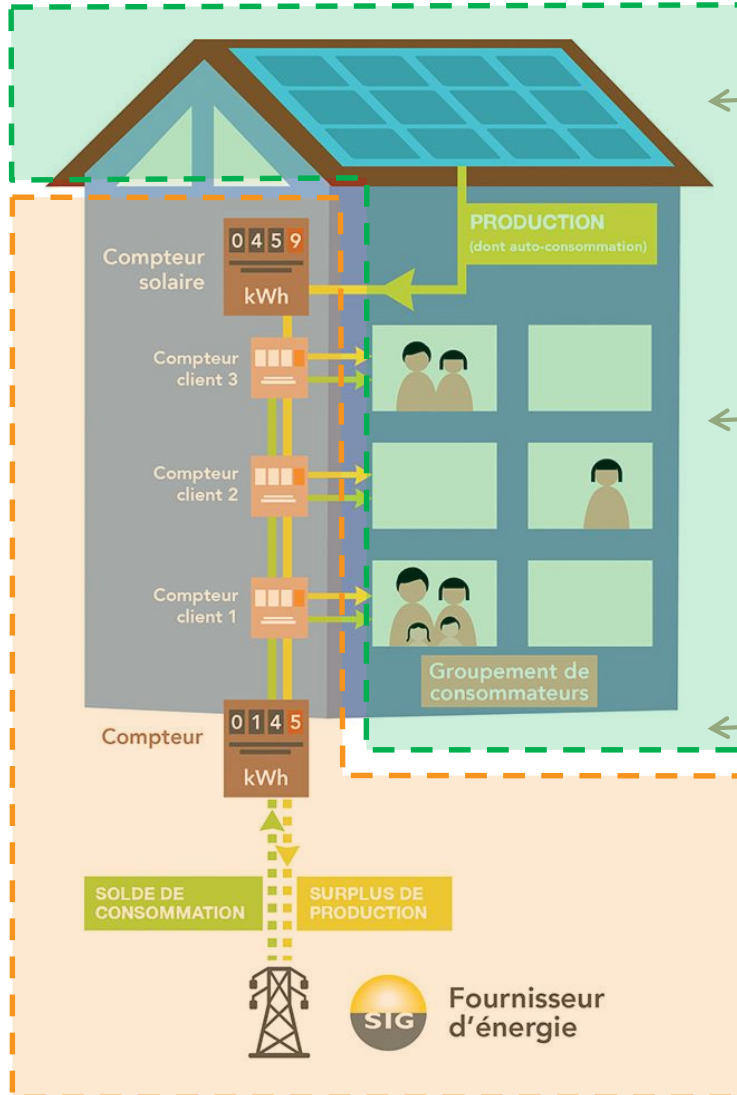 PRODUCTION
(dont auto-consommation)
0459
kWh
Compteur
solaire
Compteur
client 3
Compteur
client 2
Compteur
client 1
Groupement de
consommateurs
Compteur
0145
kWh
SOLDE DE
CONSOMMATION
SURPLUS DE
PRODUCTION
SIG
Fournisseur
d'énergie